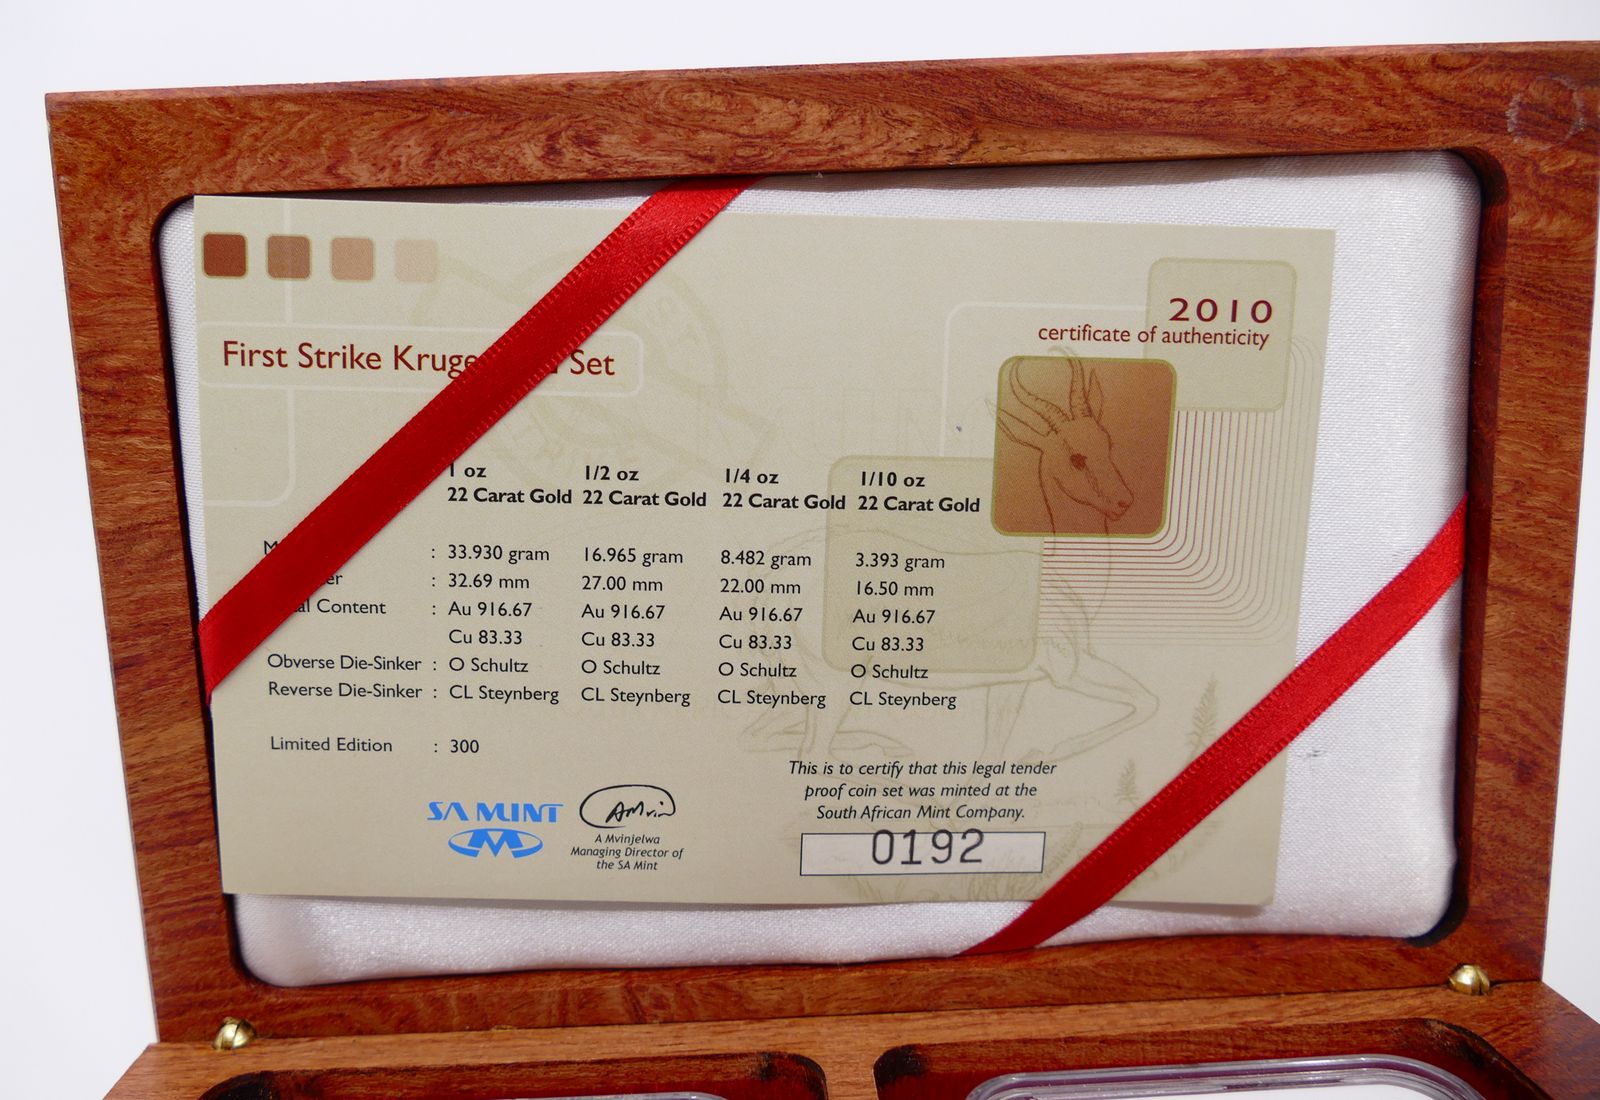 2010
certificate of authenticity
First Strike Kruge Set
1 oz 1/2 oz 1/4 oz 1/10 oz
22 Carat Gold 22 Carat Gold 22 Carat Gold 22 Carat Gold
M : 33.930 gram 16.965 gram 8.482 gram 3.393 gram
er : 32.69 mm 27.00 mm 22.00 mm 16.50 mm
al Content : Au 916.67 Au 916.67 Au 916.67 Au 916.67
Cu 83.33 Cu 83.33 Cu 83.33 Cu 83.33
Obverse Die-Sinker : O Schultz O Schultz O Schultz O Schultz
Reverse Die-Sinker : CL Steynberg CL Steynberg CL Steynberg CL Steynberg
Limited Edition : 300
SA MINT
A Mvinjelwa
Managing Director of
the SA Mint
This is to certify that this legal tender
proof coin set was minted at the
South African Mint Company.
0192